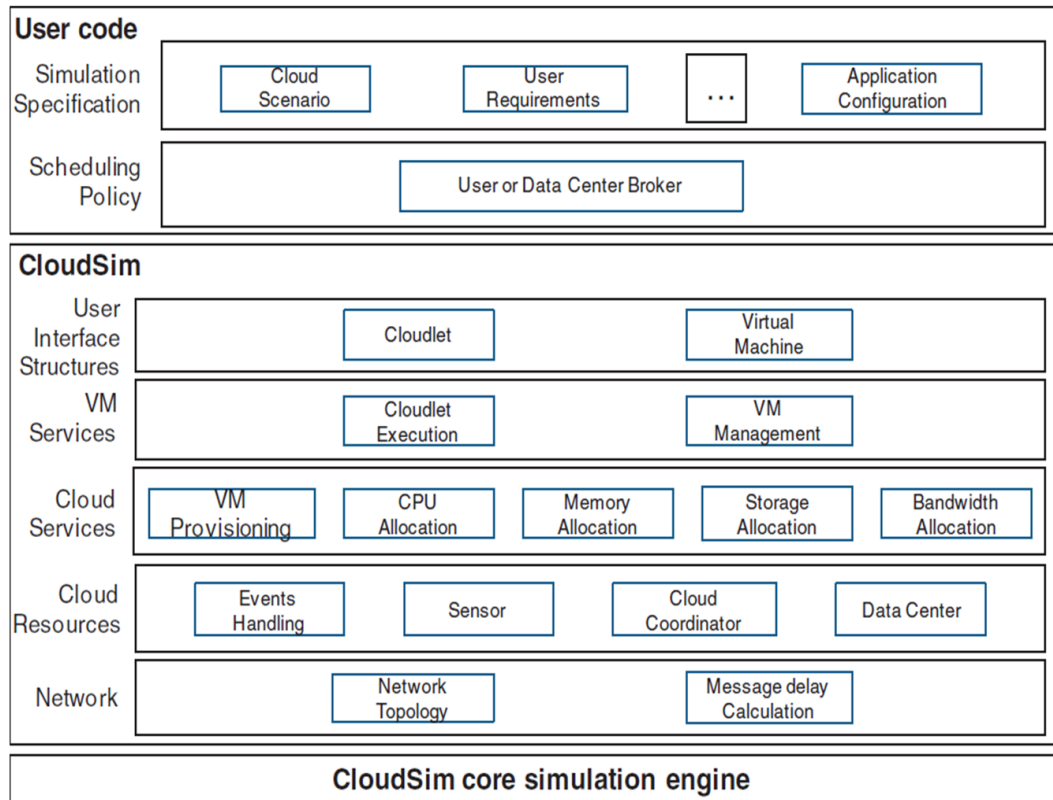 User code
Simulation
Specification
Cloud
Scenario
User
Requirements
...
Application
Configuration
Scheduling
Policy
User or Data Center Broker
CloudSim
User
Interface
Structures
Cloudlet
Virtual
Machine
VM
Services
Cloudlet
Execution
VM
Management
Cloud
Services
VM
Provisioning
CPU
Allocation
Memory
Allocation
Storage
Allocation
Bandwidth
Allocation
Cloud
Resources
Events
Handling
Sensor
Cloud
Coordinator
Data Center
Network
Network
Topology
Message delay
Calculation
CloudSim core simulation engine